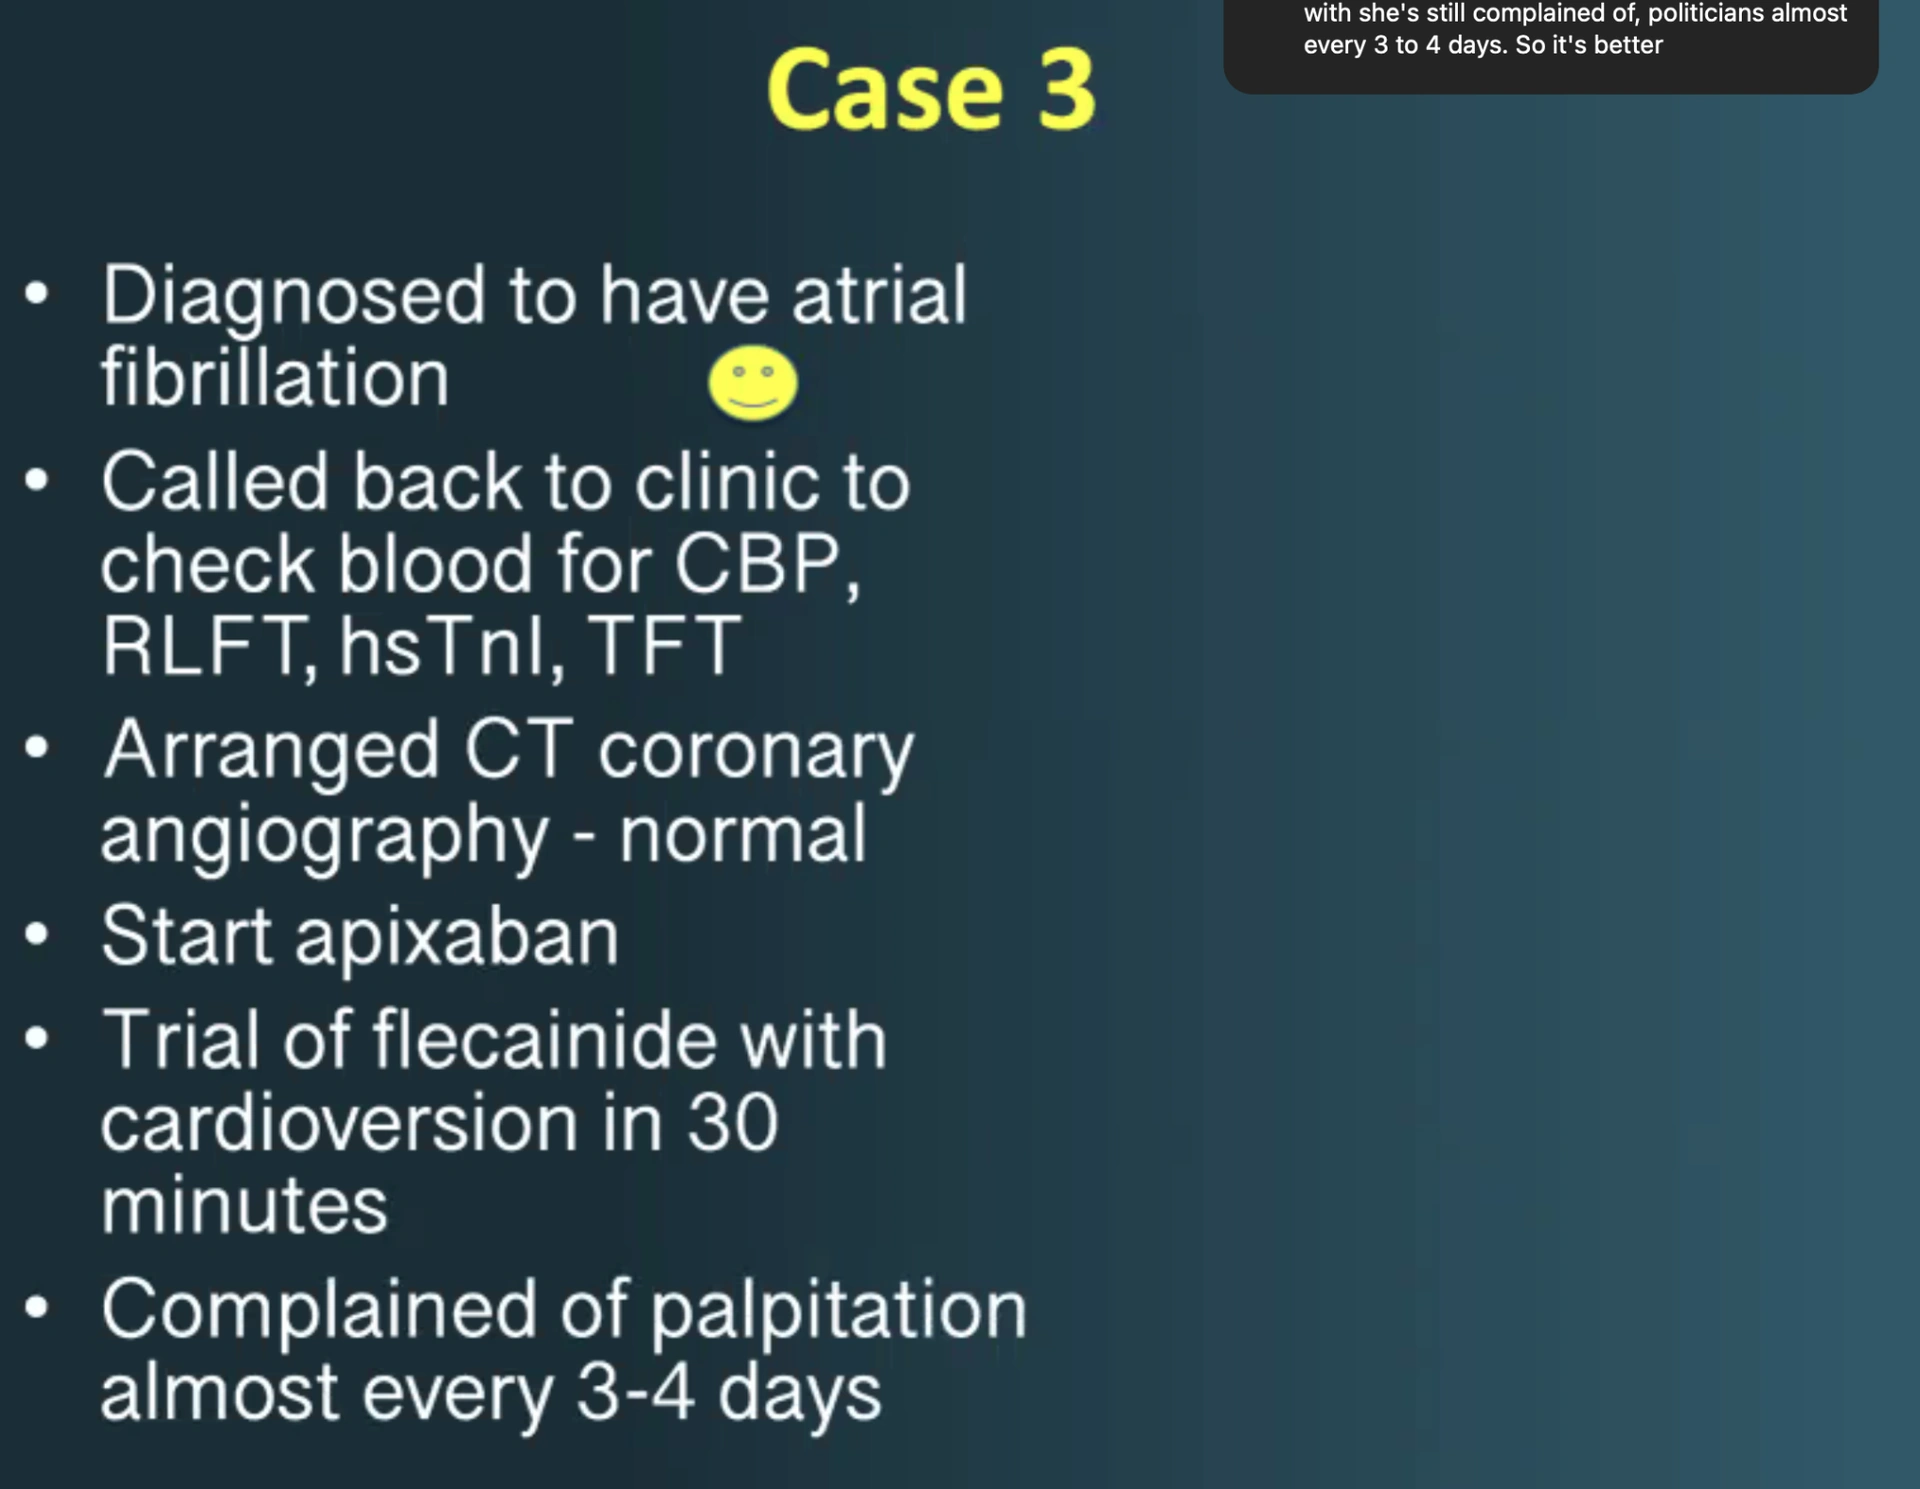 with she's still complained of, politicians almost
every 3 to 4 days. So it's better
Case 3
• Diagnosed to have atrial
fibrillation
• Called back to clinic to
check blood for CBP,
RLFT, hsTnI, TFT
• Arranged CT coronary
angiography - normal
• Start apixaban
• Trial of flecainide with
cardioversion in 30
minutes
• Complained of palpitation
almost every 3-4 days